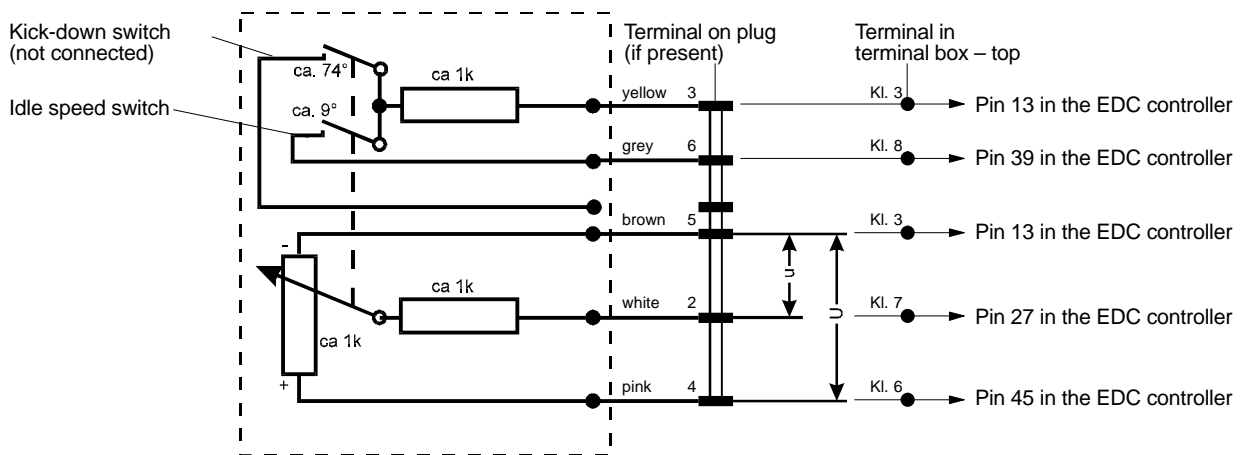 Kick-down switch
(not connected)
Idle speed switch
ca. 74°
ca. 9°
ca 1k
Terminal on plug
(if present)
Terminal in
terminal box – top
yellow 3 Kl. 3 Pin 13 in the EDC controller
grey 6 Kl. 8 Pin 39 in the EDC controller
brown 5 Kl. 3 Pin 13 in the EDC controller
-
ca 1k
white 2 Kl. 7 Pin 27 in the EDC controller
ca 1k
+
pink 4 Kl. 6 Pin 45 in the EDC controller
u
U